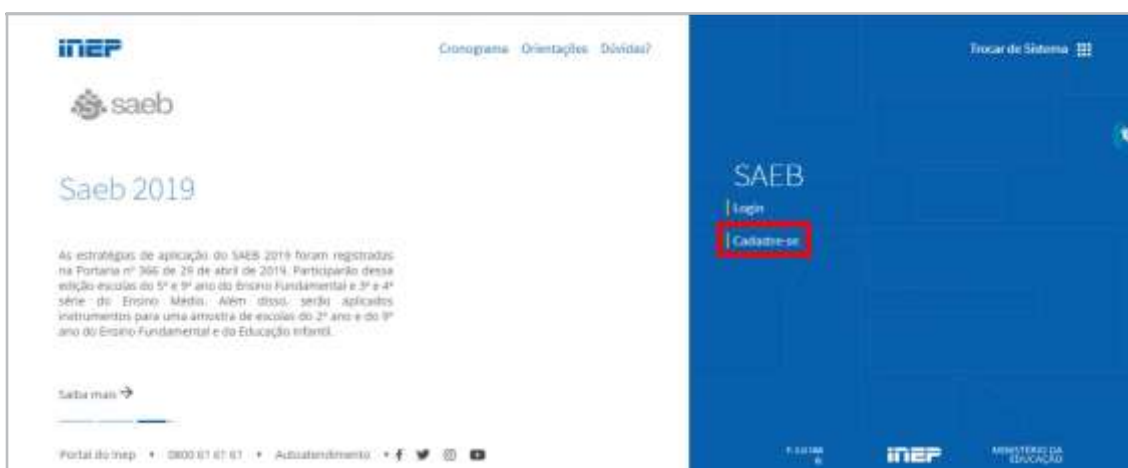 inep
Cronograma Orientações Dúvidas?
Trocar de Sistema
saeb
Saeb 2019
SAEB
Login
Cadastre-se
As estratégias de aplicação do SAEB 2019 foram registradas
na Portaria nº 366 de 29 de abril de 2019. Participarão dessa
edição escolas do 5º e 9º ano do Ensino Fundamental e 3ª e 4ª
série do Ensino Médio. Além disso, serão aplicados
instrumentos para uma amostra de escolas do 2º ano e do 9º
ano do Ensino Fundamental e da Educação Infantil.
Saiba mais
Portal do Inep • 0800 61 61 61 • Autoatendimento •
inep
MINISTÉRIO DA
EDUCAÇÃO